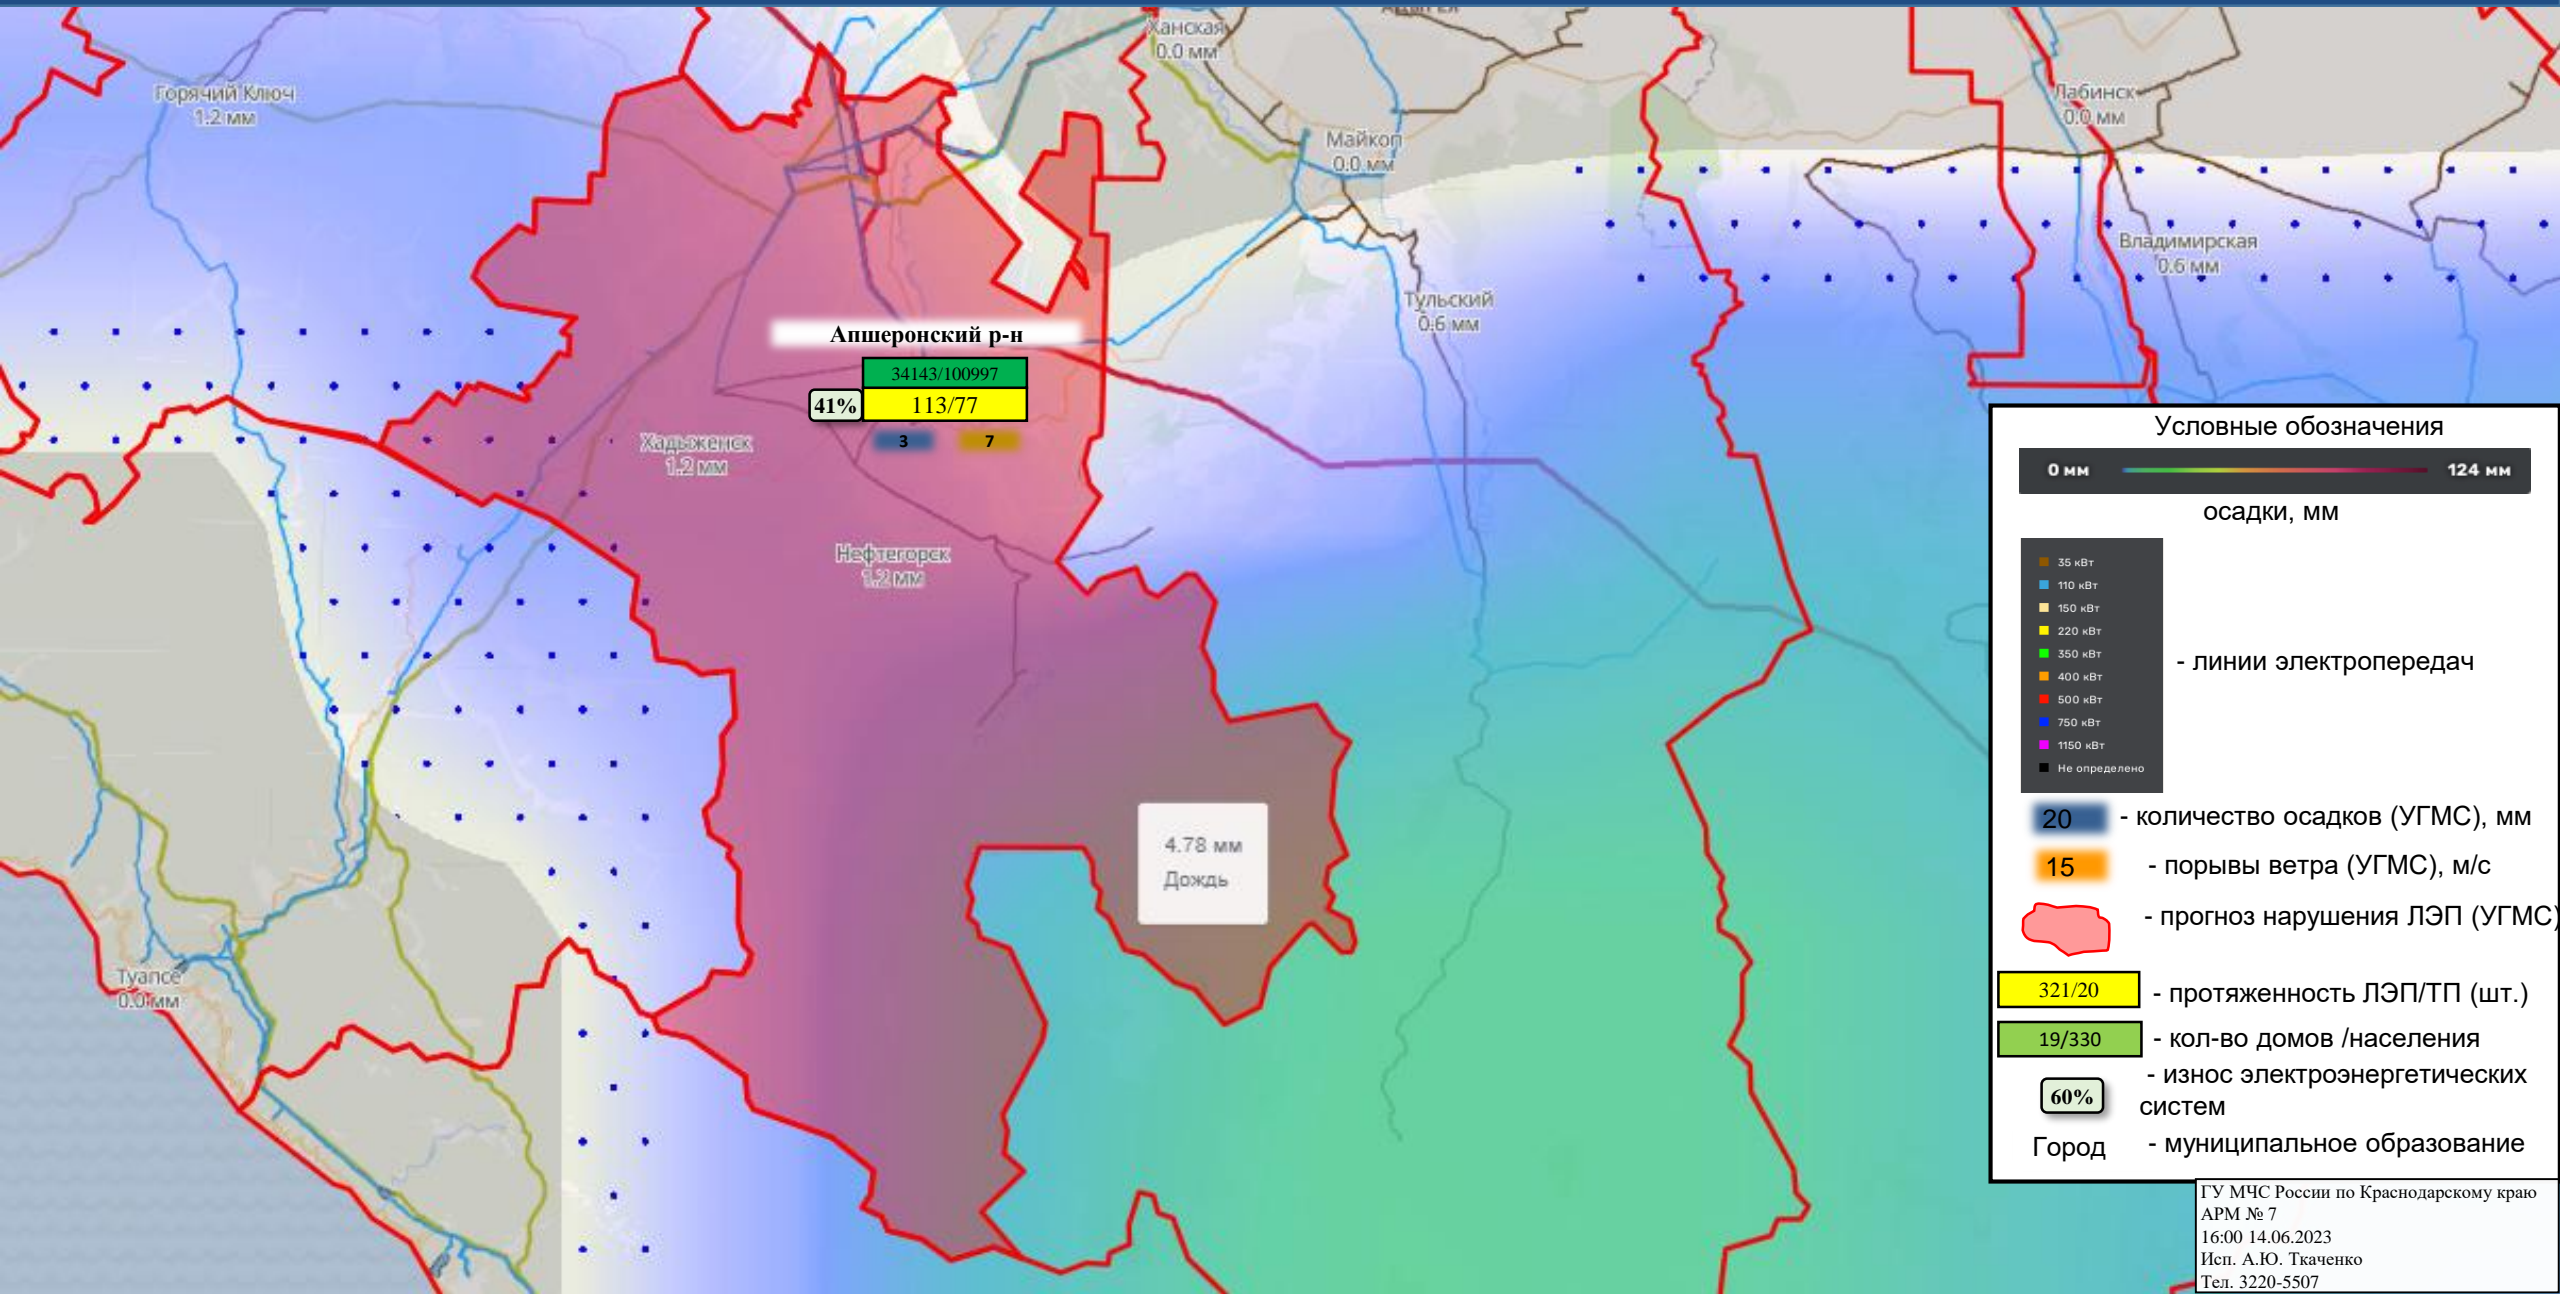 Ханская
0.0 мм
Горячий Ключ
1.2 мм
Майкоп
0.0 мм
Лабинск
0.0 мм
Владимирская
0.6 мм
Тульский
0.6 мм
Апшеронский р-н
34143/100997
41%
113/77
3
7
Хадыженск
1.2 мм
Нефтегорск
1.2 мм
4.78 мм
Дождь
Туапсе
0.0 мм
Условные обозначения
0 мм
124 мм
осадки, мм
35 кВт
110 кВт
150 кВт
220 кВт
350 кВт
400 кВт
500 кВт
750 кВт
1150 кВт
Не определено
- линии электропередач
20
- количество осадков (УГМС), мм
15
- порывы ветра (УГМС), м/с
- прогноз нарушения ЛЭП (УГМС)
321/20
- протяженность ЛЭП/ТП (шт.)
19/330
- кол-во домов /населения
60%
- износ электроэнергетических
систем
Город
- муниципальное образование
ГУ МЧС России по Краснодарскому краю
АРМ № 7
16:00 14.06.2023
Исп. А.Ю. Ткаченко
Тел. 3220-5507